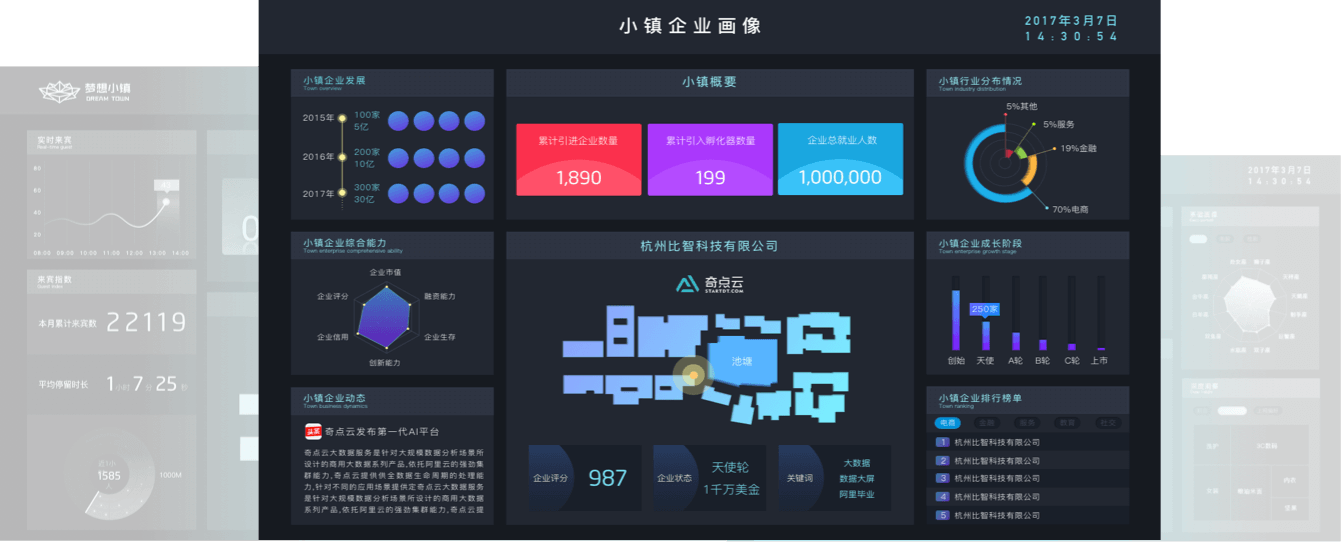 小镇企业画像
2017年3月7日
14:30:54
梦想小镇
DREAM TOWN
实时来宾
80
60
40
20
08:00 09:00 10:00 11:00 12:00 13:00 14:00
来宾指数
本月累计来宾数 22119
平均停留时长 1小时 7分 25秒
1585
1000M
小镇企业发展
Town overview
2015年 100家
5亿
2016年 200家
10亿
2017年 300家
30亿
小镇企业综合能力
Town enterprise comprehensive ability
企业市值
企业评分
融资能力
企业信用
企业生存
创新能力
小镇企业动态
Town business dynamics
头条 奇点云发布第一代AI平台
奇点云大数据服务是针对大规模数据分析场景所
设计的商用大数据系列产品,依托阿里云的强劲集
群能力,奇点云提供供全数据生命周期的处理能
力,针对不同的应用场景提供定奇点云大数据服务
是针对大规模数据分析场景所设计的商用大数据
系列产品,依托阿里云的强劲集群能力,奇点云提
小镇概要
累计引进企业数量
1,890
累计引入孵化器数量
199
企业总就业人数
1,000,000
杭州比智科技有限公司
奇点云
STARTDT.COM
池塘
企业评分 987
企业状态
天使轮
1千万美金
关键词
大数据
数据大屏
阿里毕业
小镇行业分布情况
Town industry distribution
5%其他
5%服务
19%金融
70%电商
小镇企业成长阶段
Town enterprise growth stage
250家
创始 天使 A轮 B轮 C轮 上市
小镇企业排行榜单
Town ranking
电商 金融 服务 教育 社交
1 杭州比智科技有限公司
2 杭州比智科技有限公司
3 杭州比智科技有限公司
4 杭州比智科技有限公司
5 杭州比智科技有限公司
2017年3月7日
14:30:54